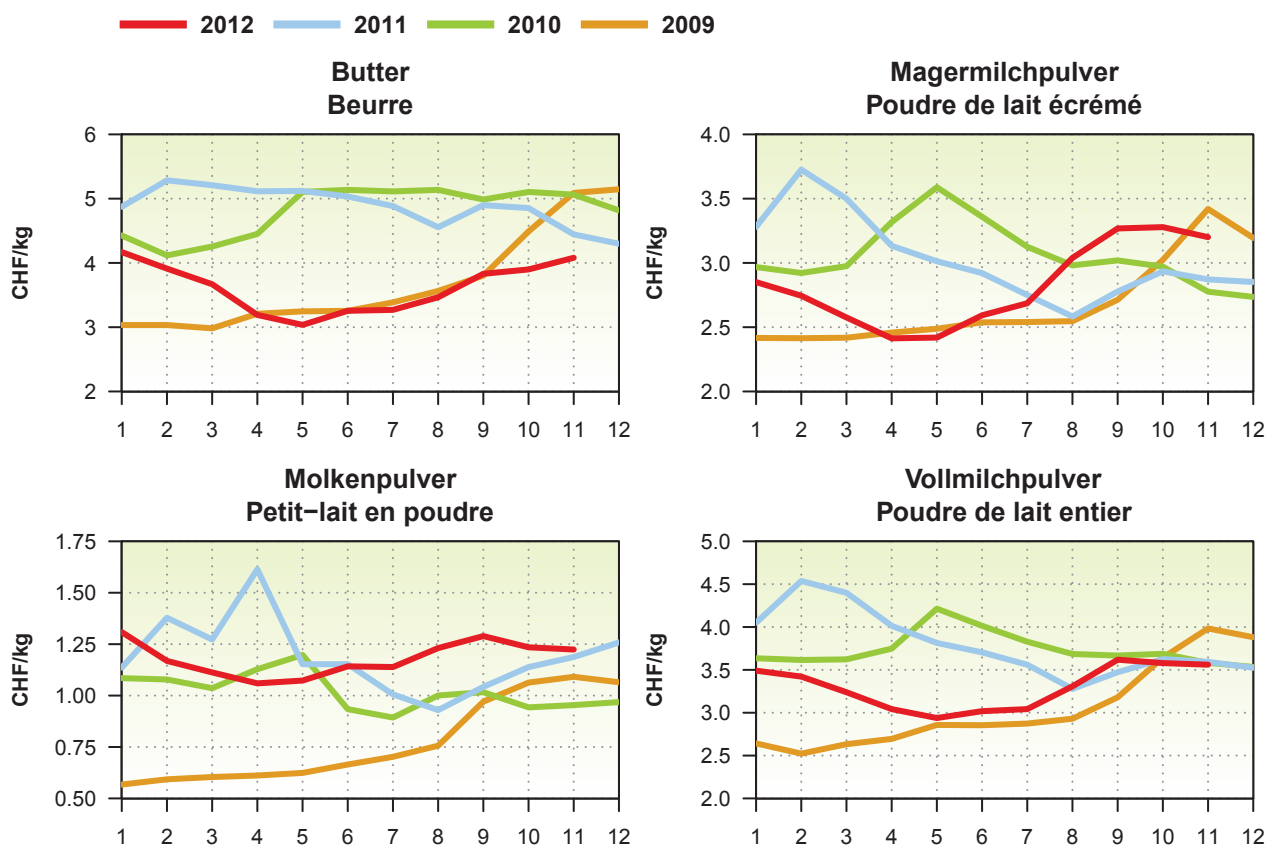 2012 2011 2010 2009
Butter
Beurre
CHF/kg
6
5
4
3
2
1 2 3 4 5 6 7 8 9 10 11 12
Magermilchpulver
Poudre de lait écrémé
CHF/kg
4.0
3.5
3.0
2.5
2.0
1 2 3 4 5 6 7 8 9 10 11 12
Molkenpulver
Petit−lait en poudre
CHF/kg
1.75
1.50
1.25
1.00
0.75
0.50
1 2 3 4 5 6 7 8 9 10 11 12
Vollmilchpulver
Poudre de lait entier
CHF/kg
5.0
4.5
4.0
3.5
3.0
2.5
2.0
1 2 3 4 5 6 7 8 9 10 11 12